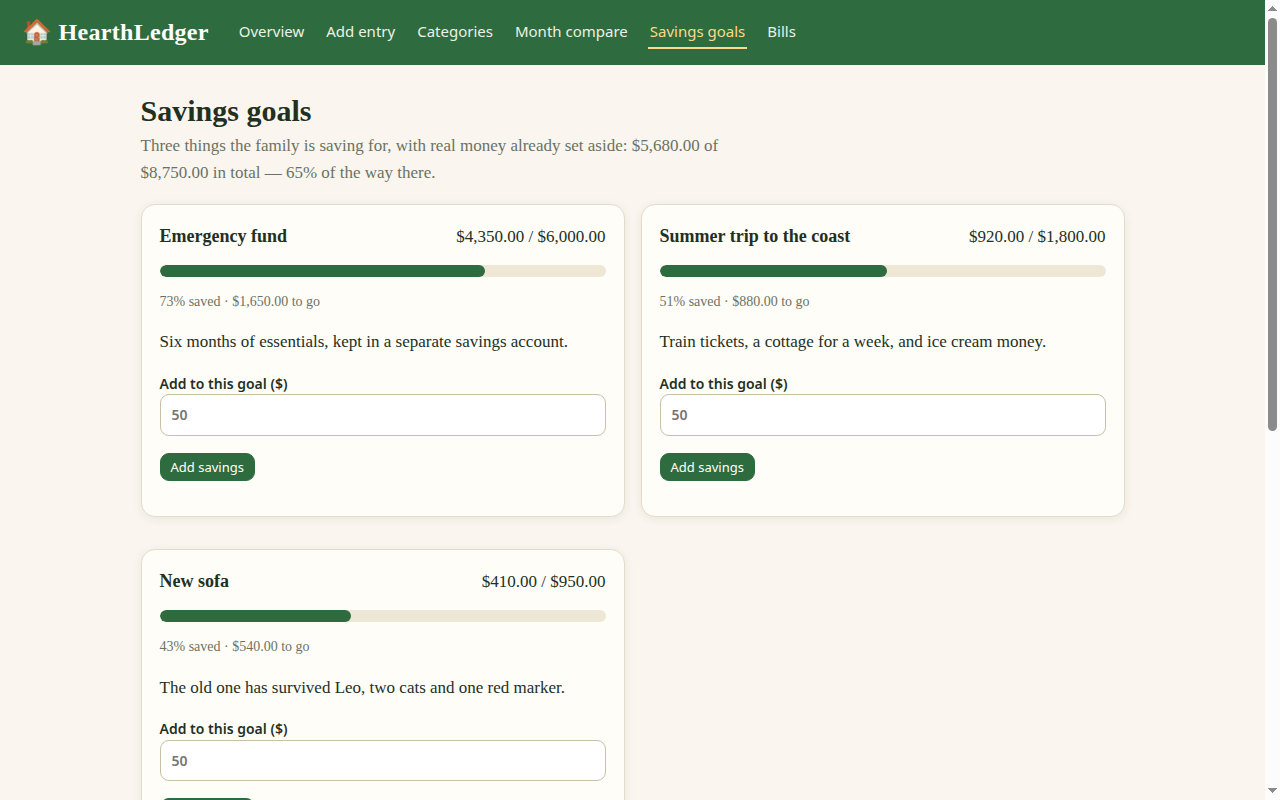 🏠 HearthLedger Overview Add entry Categories Month compare Savings goals Bills
Savings goals
Three things the family is saving for, with real money already set aside: $5,680.00 of
$8,750.00 in total — 65% of the way there.
Emergency fund $4,350.00 / $6,000.00
73% saved · $1,650.00 to go
Six months of essentials, kept in a separate savings account.
Add to this goal ($)
50
Add savings
Summer trip to the coast $920.00 / $1,800.00
51% saved · $880.00 to go
Train tickets, a cottage for a week, and ice cream money.
Add to this goal ($)
50
Add savings
New sofa $410.00 / $950.00
43% saved · $540.00 to go
The old one has survived Leo, two cats and one red marker.
Add to this goal ($)
50